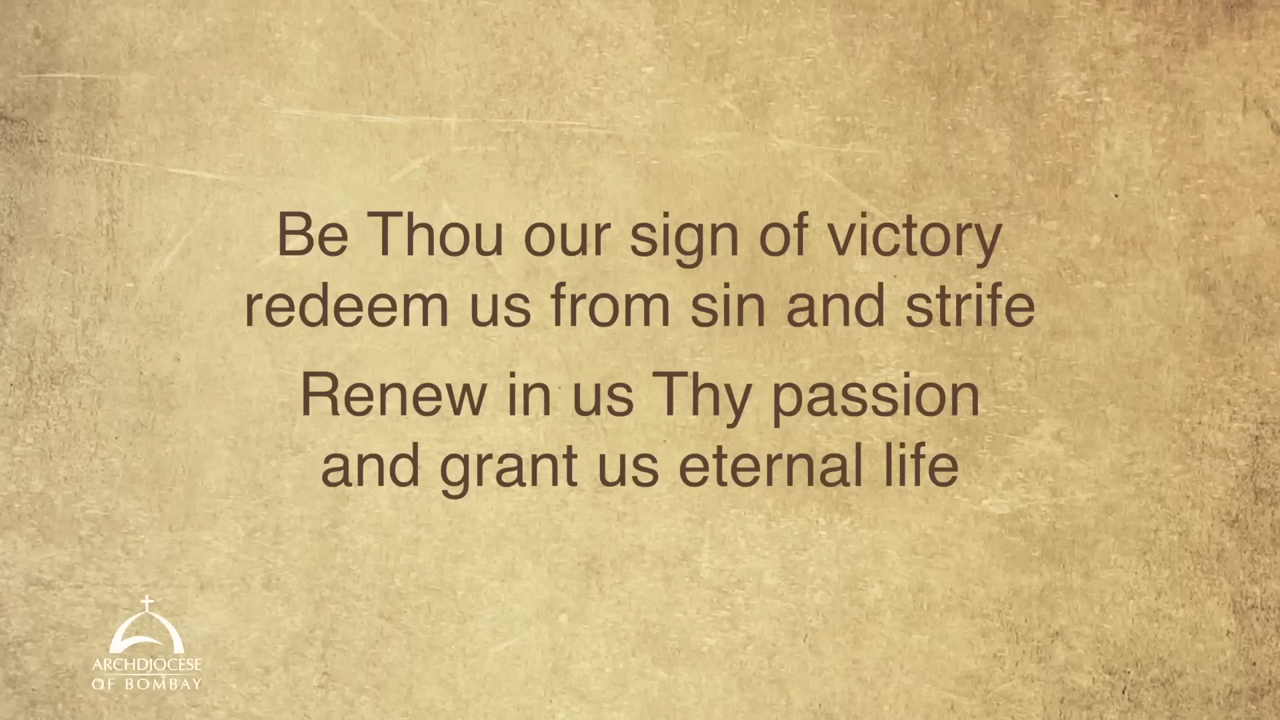 Be Thou our sign of victory
redeem us from sin and strife
Renew in us Thy passion
and grant us eternal life
ARCHDIOCESE
OF BOMBAY